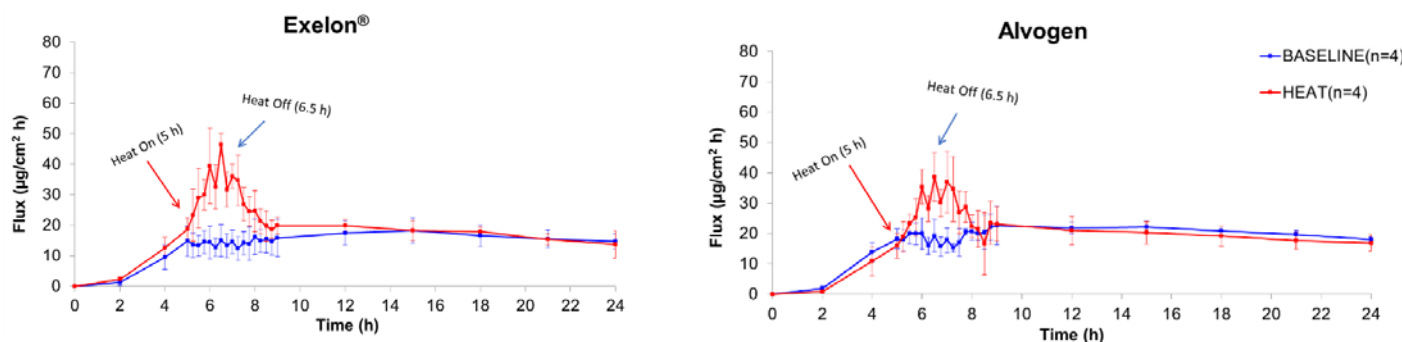 Exelon®
80
70
60
50
40
30
20
10
0
Flux (µg/cm² h)
Heat On (5 h)
Heat Off (6.5 h)
0 2 4 6 8 10 12 14 16 18 20 22 24
Time (h)
Alvogen
80
70
60
50
40
30
20
10
0
Flux (µg/cm² h)
Heat On (5 h)
Heat Off (6.5 h)
0 2 4 6 8 10 12 14 16 18 20 22 24
Time (h)
BASELINE(n=4)
HEAT(n=4)